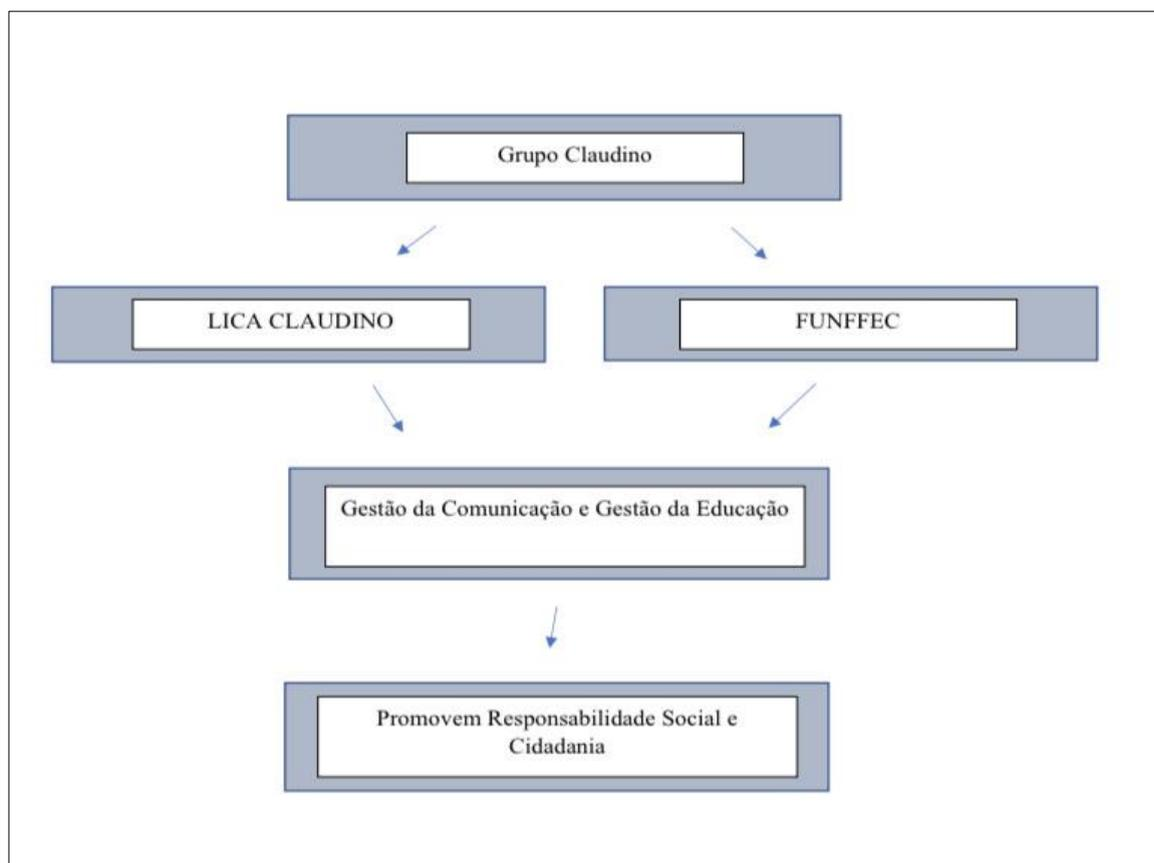 Grupo Claudino
LICA CLAUDINO
FUNFFEC
Gestão da Comunicação e Gestão da Educação
Promovem Responsabilidade Social e
Cidadania